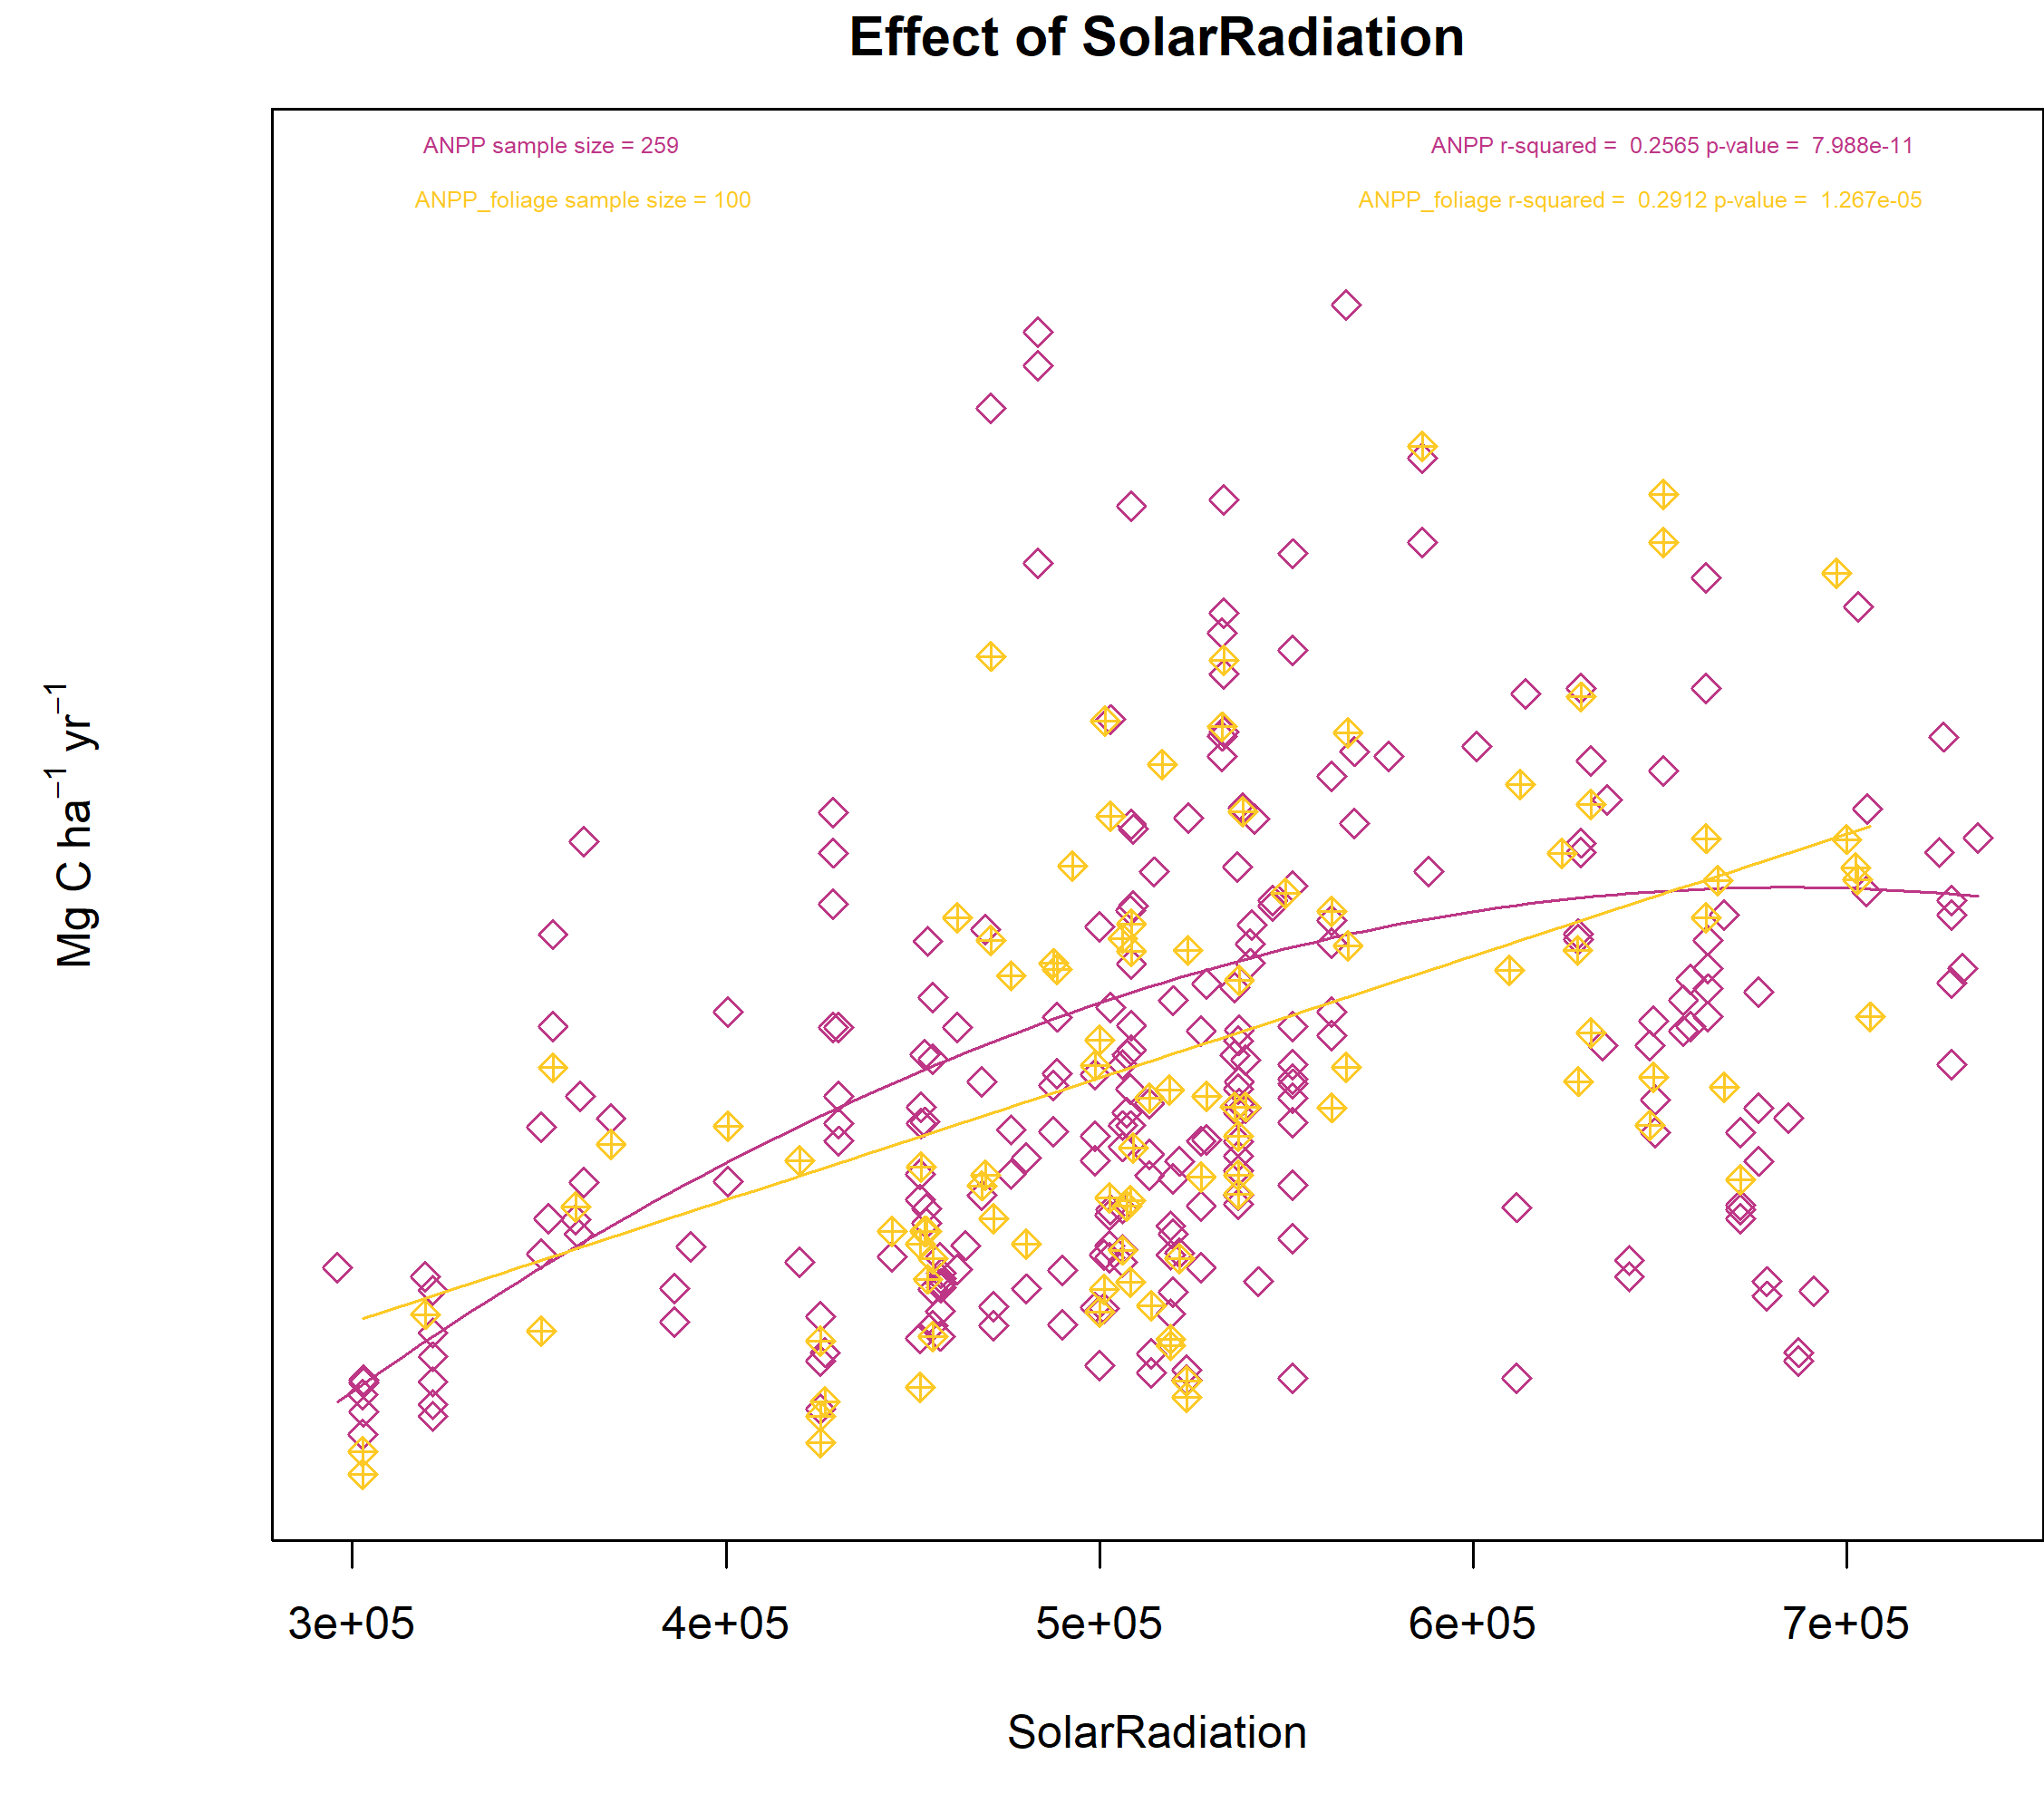 Effect of SolarRadiation
ANPP sample size = 259
ANPP r-squared =  0.2565 p-value =  7.988e-11
ANPP_foliage sample size = 100
ANPP_foliage r-squared =  0.2912 p-value =  1.267e-05
Mg C ha⁻¹ yr⁻¹
3e+05 4e+05 5e+05 6e+05 7e+05
SolarRadiation